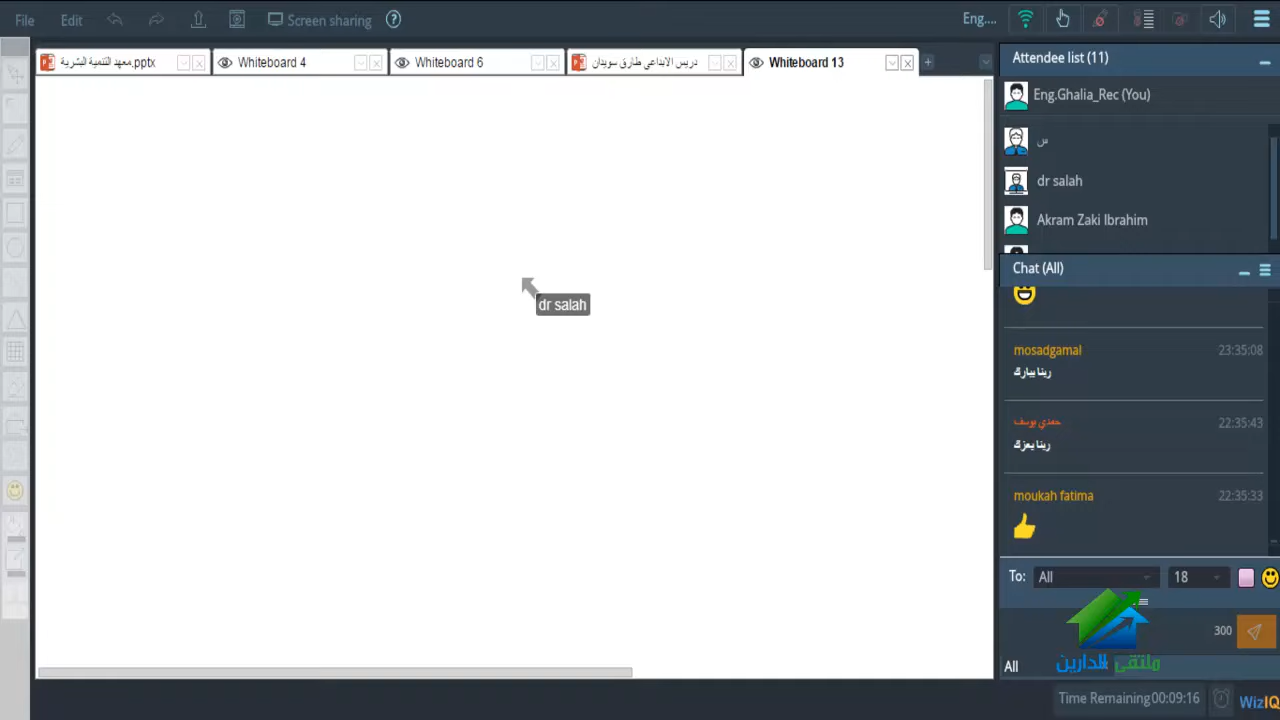 File Edit Screen sharing ? Eng....
معهد التنمية البشرية.pptx
Whiteboard 4
Whiteboard 6
دريس الابداعي طارق سويدان
Whiteboard 13
dr salah
Attendee list (11)
Eng.Ghalia_Rec (You)
س
dr salah
Akram Zaki Ibrahim
Chat (All)
mosadgamal 23:35:08
ربنا يبارك
حمدي يوسف 22:35:43
ربنا يعزك
moukah fatima 22:35:33
To: All 18
300
All
ملتقى الدارين
Time Remaining 00:09:16
WizIQ